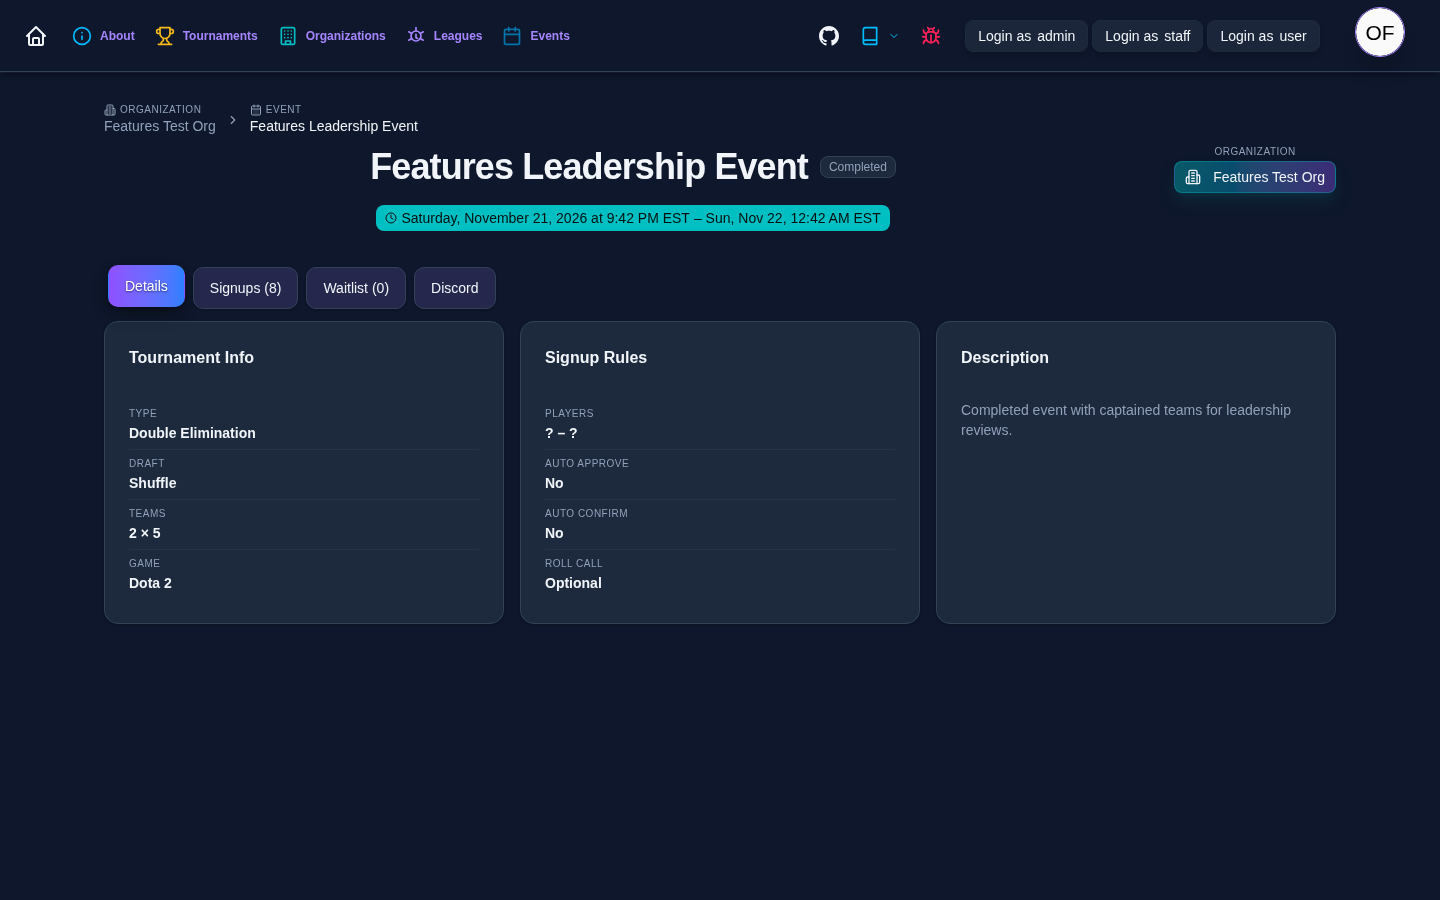 About
Tournaments
Organizations
Leagues
Events
Login as admin
Login as staff
Login as user
OF
ORGANIZATION
Features Test Org
EVENT
Features Leadership Event
Features Leadership Event
Completed
Saturday, November 21, 2026 at 9:42 PM EST – Sun, Nov 22, 12:42 AM EST
ORGANIZATION
Features Test Org
Details
Signups (8)
Waitlist (0)
Discord
Tournament Info
TYPE
Double Elimination
DRAFT
Shuffle
TEAMS
2 × 5
GAME
Dota 2
Signup Rules
PLAYERS
? – ?
AUTO APPROVE
No
AUTO CONFIRM
No
ROLL CALL
Optional
Description
Completed event with captained teams for leadership
reviews.